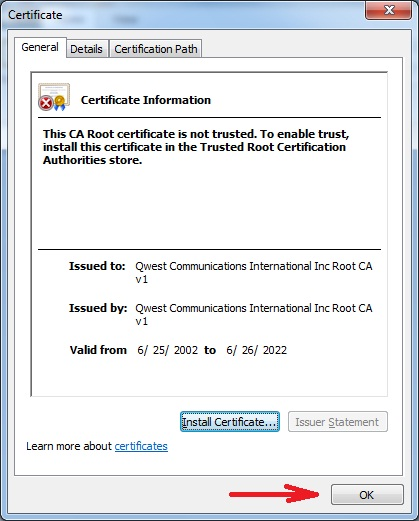 Certificate
General Details Certification Path
Certificate Information
This CA Root certificate is not trusted. To enable trust,
install this certificate in the Trusted Root Certification
Authorities store.
Issued to: Qwest Communications International Inc Root CA
v1
Issued by: Qwest Communications International Inc Root CA
v1
Valid from 6/ 25/ 2002 to 6/ 26/ 2022
Install Certificate... Issuer Statement
Learn more about certificates
OK